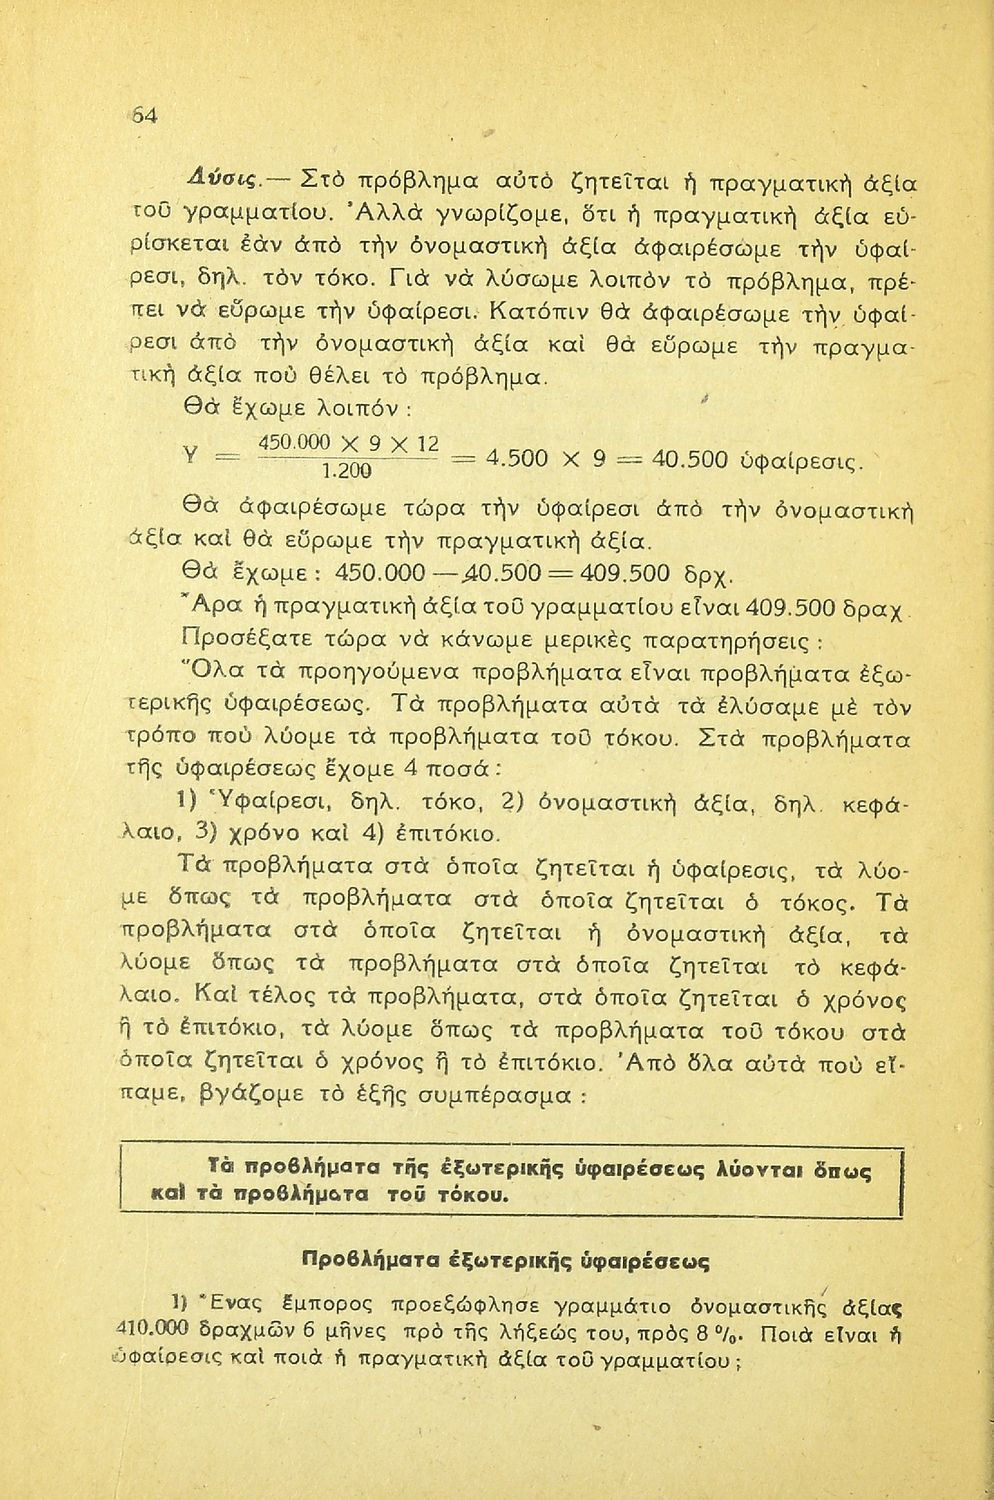 64
Λύσις.— Στὸ πρόβλημα αὐτὸ ζητεῖται ἡ πραγματικὴ ἀξία
τοῦ γραμματίου. Ἀλλὰ γνωρίζομε, ὅτι ἡ πραγματικὴ ἀξία εὑ-
ρίσκεται ἐὰν ἀπὸ τὴν ὀνομαστικὴ ἀξία ἀφαιρέσωμε τὴν ὑφαί-
ρεσι, δηλ. τὸν τόκο. Γιὰ νὰ λύσωμε λοιπὸν τὸ πρόβλημα, πρέ-
πει νὰ εὕρωμε τὴν ὑφαίρεσι. Κατόπιν θὰ ἀφαιρέσωμε τὴν ὑφαί-
ρεσι ἀπὸ τὴν ὀνομαστικὴ ἀξία καὶ θὰ εὕρωμε τὴν πραγμα-
τικὴ ἀξία ποὺ θέλει τὸ πρόβλημα.
Θὰ ἔχωμε λοιπόν :
Υ = 450.000 Χ 9 Χ 12 / 1.200 = 4.500 Χ 9 = 40.500 ὑφαίρεσις.
Θὰ ἀφαιρέσωμε τώρα τὴν ὑφαίρεσι ἀπὸ τὴν ὀνομαστικὴ
ἀξία καὶ θὰ εὕρωμε τὴν πραγματικὴ ἀξία.
Θὰ ἔχωμε : 450.000 — 40.500 = 409.500 δρχ.
Ἄρα ἡ πραγματικὴ ἀξία τοῦ γραμματίου εἶναι 409.500 δραχ.
Προσέξατε τώρα νὰ κάνωμε μερικὲς παρατηρήσεις :
Ὅλα τὰ προηγούμενα προβλήματα εἶναι προβλήματα ἐξω-
τερικῆς ὑφαιρέσεως. Τὰ προβλήματα αὐτὰ τὰ ἐλύσαμε μὲ τὸν
τρόπο ποὺ λύομε τὰ προβλήματα τοῦ τόκου. Στὰ προβλήματα
τῆς ὑφαιρέσεως ἔχομε 4 ποσά :
1) Ὑφαίρεσι, δηλ. τόκο, 2) ὀνομαστικὴ ἀξία, δηλ. κεφά-
λαιο, 3) χρόνο καὶ 4) ἐπιτόκιο.
Τὰ προβλήματα στὰ ὁποῖα ζητεῖται ἡ ὑφαίρεσις, τὰ λύο-
με ὅπως τὰ προβλήματα στὰ ὁποῖα ζητεῖται ὁ τόκος. Τὰ
προβλήματα στὰ ὁποῖα ζητεῖται ἡ ὀνομαστικὴ ἀξία, τὰ
λύομε ὅπως τὰ προβλήματα στὰ ὁποῖα ζητεῖται τὸ κεφά-
λαιο. Καὶ τέλος τὰ προβλήματα, στὰ ὁποῖα ζητεῖται ὁ χρόνος
ἢ τὸ ἐπιτόκιο, τὰ λύομε ὅπως τὰ προβλήματα τοῦ τόκου στὰ
ὁποῖα ζητεῖται ὁ χρόνος ἢ τὸ ἐπιτόκιο. Ἀπὸ ὅλα αὐτὰ ποὺ εἴ-
παμε, βγάζομε τὸ ἑξῆς συμπέρασμα :
Τὰ προβλήματα τῆς ἐξωτερικῆς ὑφαιρέσεως λύονται ὅπως
καὶ τὰ προβλήματα τοῦ τόκου.
Προβλήματα ἐξωτερικῆς ὑφαιρέσεως
1) Ἕνας ἔμπορος προεξώφλησε γραμμάτιο ὀνομαστικῆς ἀξίας
410.000 δραχμῶν 6 μῆνες πρὸ τῆς λήξεώς του, πρὸς 8 %. Ποιὰ εἶναι ἡ
ὑφαίρεσις καὶ ποιὰ ἡ πραγματικὴ ἀξία τοῦ γραμματίου ;